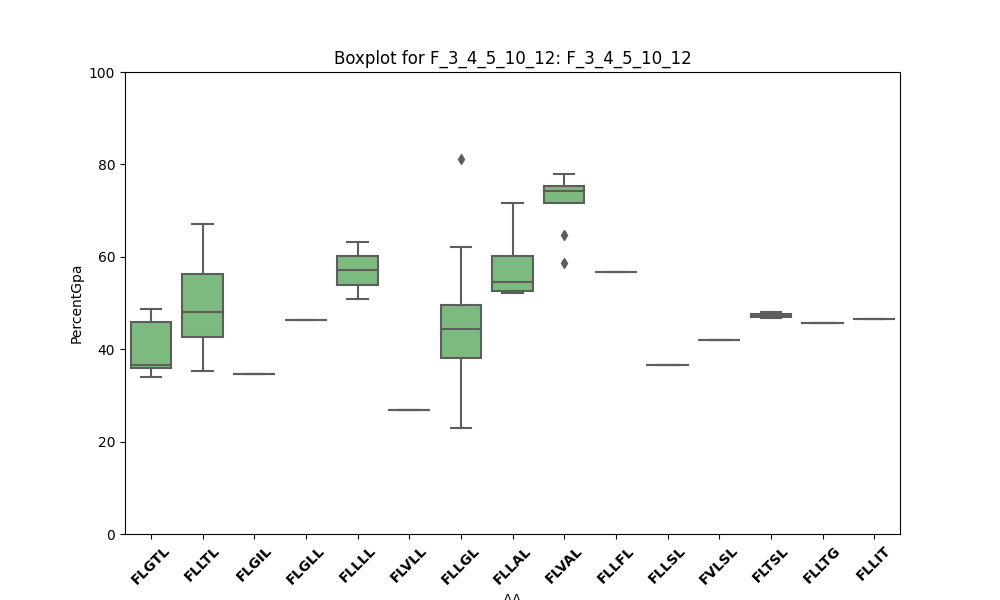 Boxplot for F_3_4_5_10_12: F_3_4_5_10_12
100
80
60
40
20
0
PercentGpa
FLGTL FLLTL FLGIL FLGLL FLLLL FLVLL FLLGL FLLAL FLVAL FLLFL FLLSL FVLSL FLTSL FLLTG FLLIT
AA